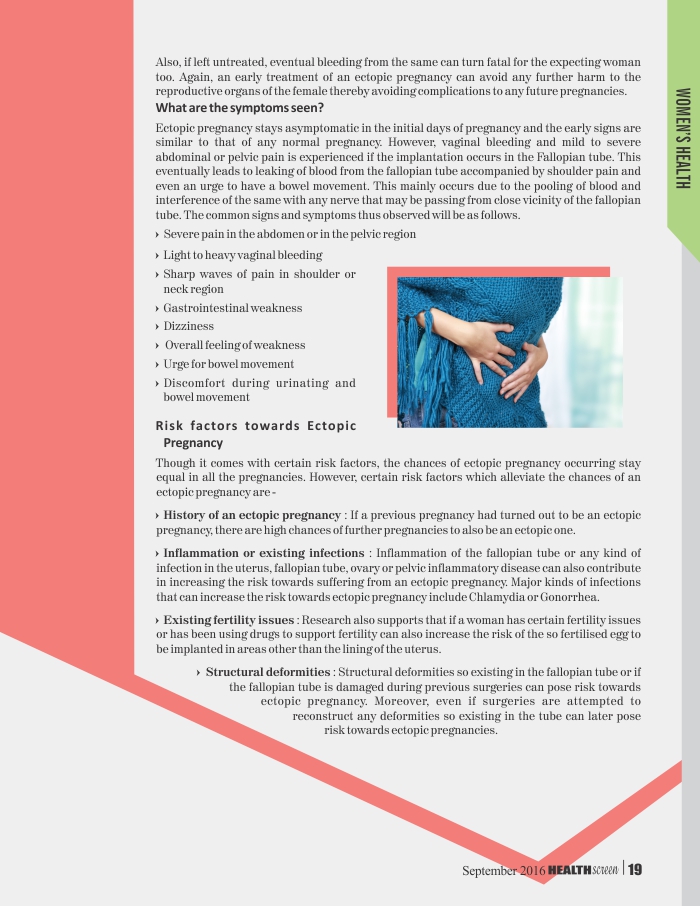 Also, if left untreated, eventual bleeding from the same can turn fatal for the expecting woman
too. Again, an early treatment of an ectopic pregnancy can avoid any further harm to the
reproductive organs of the female thereby avoiding complications to any future pregnancies.
What are the symptoms seen?
Ectopic pregnancy stays asymptomatic in the initial days of pregnancy and the early signs are
similar to that of any normal pregnancy. However, vaginal bleeding and mild to severe
abdominal or pelvic pain is experienced if the implantation occurs in the Fallopian tube. This
eventually leads to leaking of blood from the fallopian tube accompanied by shoulder pain and
even an urge to have a bowel movement. This mainly occurs due to the pooling of blood and
interference of the same with any nerve that may be passing from close vicinity of the fallopian
tube. The common signs and symptoms thus observed will be as follows.
› Severe pain in the abdomen or in the pelvic region
› Light to heavy vaginal bleeding
› Sharp waves of pain in shoulder or
neck region
› Gastrointestinal weakness
› Dizziness
› Overall feeling of weakness
› Urge for bowel movement
› Discomfort during urinating and
bowel movement
Risk factors towards Ectopic
Pregnancy
Though it comes with certain risk factors, the chances of ectopic pregnancy occurring stay
equal in all the pregnancies. However, certain risk factors which alleviate the chances of an
ectopic pregnancy are -
› History of an ectopic pregnancy : If a previous pregnancy had turned out to be an ectopic
pregnancy, there are high chances of further pregnancies to also be an ectopic one.
› Inflammation or existing infections : Inflammation of the fallopian tube or any kind of
infection in the uterus, fallopian tube, ovary or pelvic inflammatory disease can also contribute
in increasing the risk towards suffering from an ectopic pregnancy. Major kinds of infections
that can increase the risk towards ectopic pregnancy include Chlamydia or Gonorrhea.
› Existing fertility issues : Research also supports that if a woman has certain fertility issues
or has been using drugs to support fertility can also increase the risk of the so fertilised egg to
be implanted in areas other than the lining of the uterus.
› Structural deformities : Structural deformities so existing in the fallopian tube or if
the fallopian tube is damaged during previous surgeries can pose risk towards
ectopic pregnancy. Moreover, even if surgeries are attempted to
reconstruct any deformities so existing in the tube can later pose
risk towards ectopic pregnancies.
WOMEN'S HEALTH
September 2016 HEALTH screen | 19